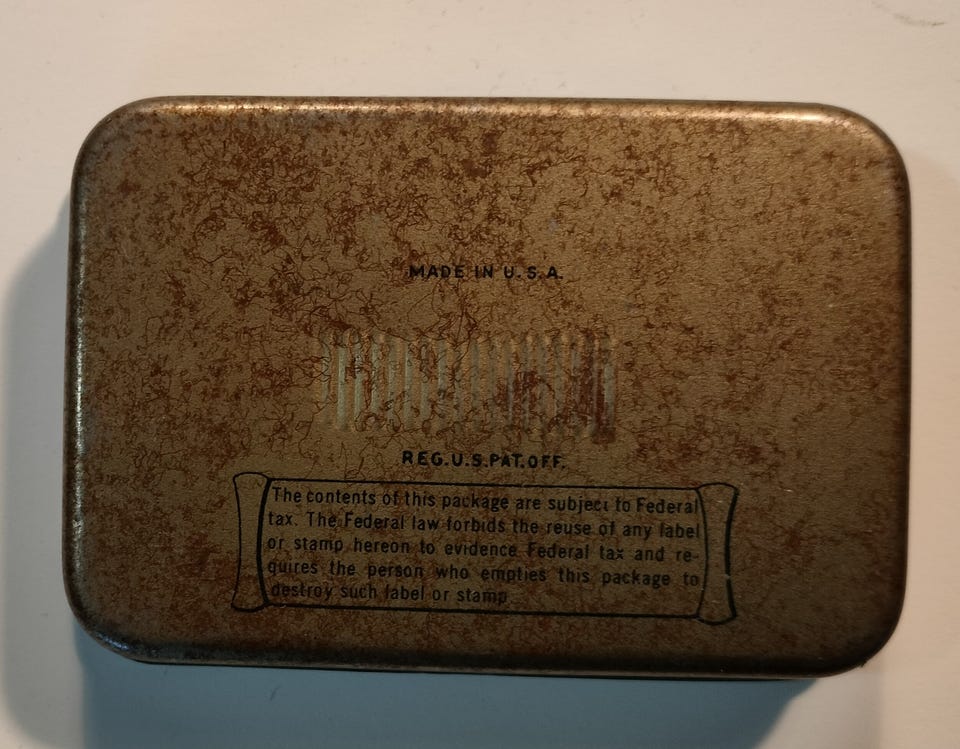 MADE IN U.S.A.
REG.U.S.PAT.OFF.
The contents of this package are subject to Federal
tax. The Federal law forbids the reuse of any label
or stamp hereon to evidence Federal tax and re-
quires the person who empties this package to
destroy such label or stamp